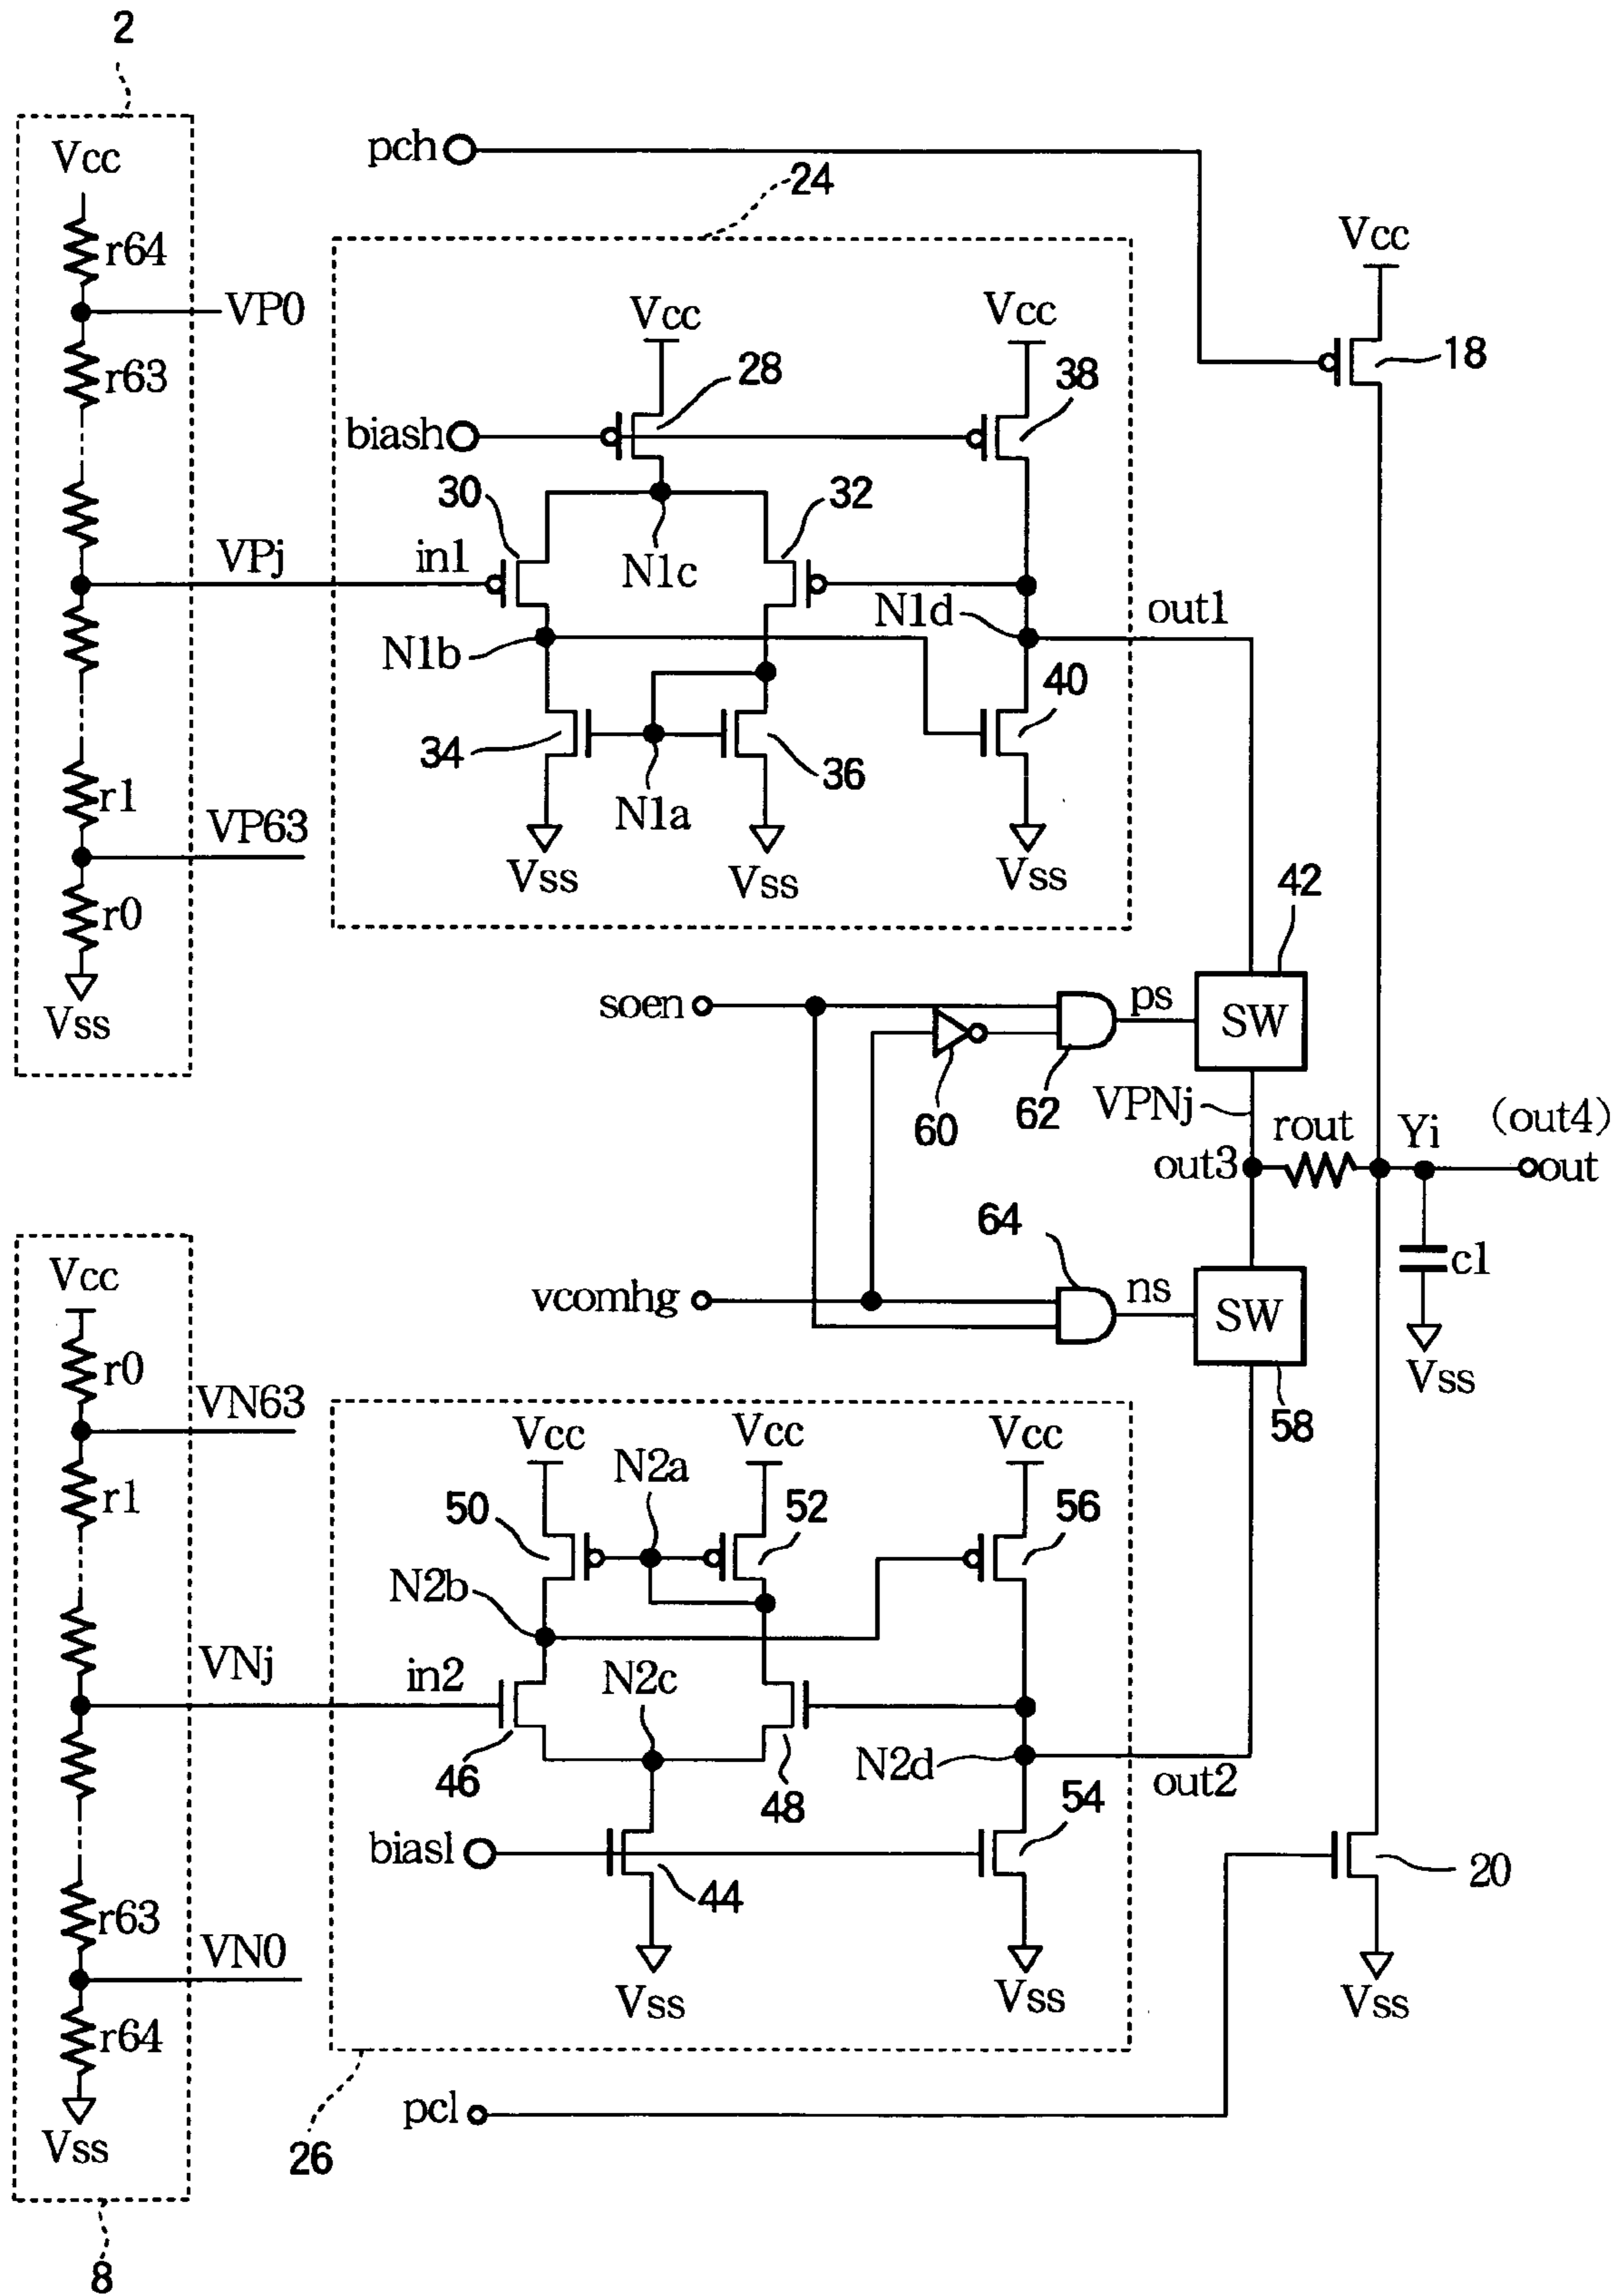 2
Vcc
r64
VP0
r63
VPj
r1
VP63
r0
Vss
pch
24
Vcc
Vcc
28
38
biash
30
32
in1
N1c
N1b
N1d
out1
34
N1a
36
40
Vss
Vss
Vss
Vcc
18
42
soen
ps
SW
60
62
VPNj
rout
Yi
(out4)
out3
out
64
vcomhg
ns
SW
c1
Vss
58
Vcc
r0
VN63
r1
VNj
r63
VN0
r64
Vss
8
Vcc
Vcc
Vcc
N2a
50
52
56
N2b
in2
N2c
46
48
N2d
out2
54
biasl
44
Vss
Vss
20
Vss
26
pcl